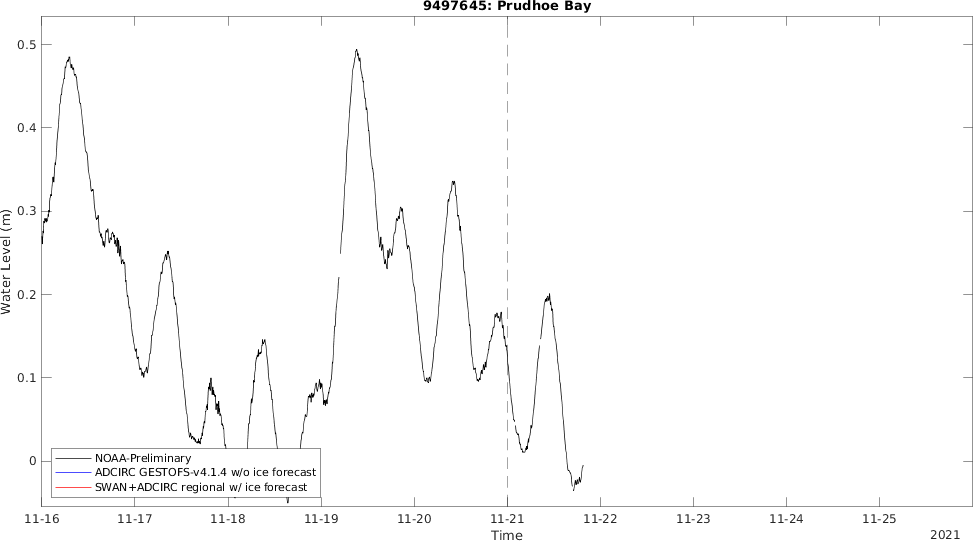 9497645: Prudhoe Bay
Water Level (m)
0.5
0.4
0.3
0.2
0.1
0
NOAA-Preliminary
ADCIRC GESTOFS-v4.1.4 w/o ice forecast
SWAN+ADCIRC regional w/ ice forecast
11-16 11-17 11-18 11-19 11-20 11-21 11-22 11-23 11-24 11-25
Time
2021